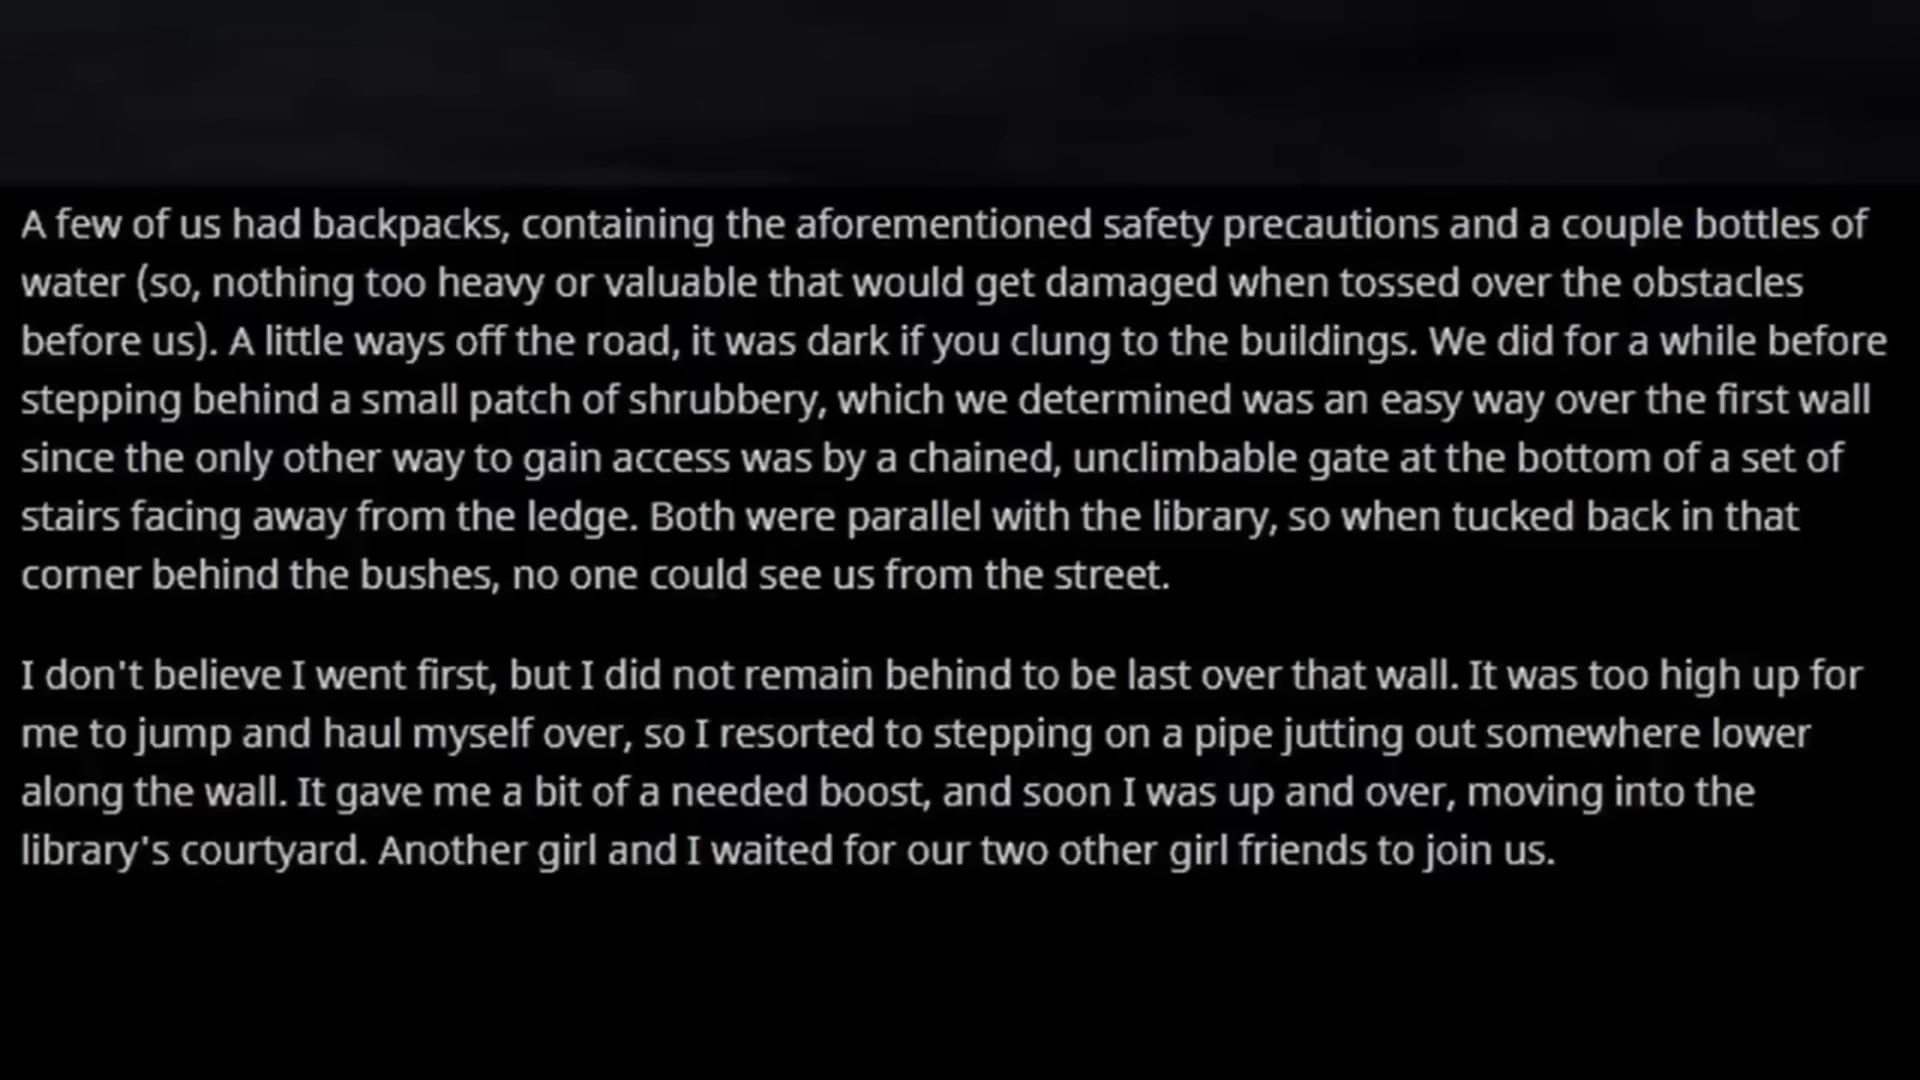 A few of us had backpacks, containing the aforementioned safety precautions and a couple bottles of
water (so, nothing too heavy or valuable that would get damaged when tossed over the obstacles
before us). A little ways off the road, it was dark if you clung to the buildings. We did for a while before
stepping behind a small patch of shrubbery, which we determined was an easy way over the first wall
since the only other way to gain access was by a chained, unclimbable gate at the bottom of a set of
stairs facing away from the ledge. Both were parallel with the library, so when tucked back in that
corner behind the bushes, no one could see us from the street.
I don't believe I went first, but I did not remain behind to be last over that wall. It was too high up for
me to jump and haul myself over, so I resorted to stepping on a pipe jutting out somewhere lower
along the wall. It gave me a bit of a needed boost, and soon I was up and over, moving into the
library's courtyard. Another girl and I waited for our two other girl friends to join us.